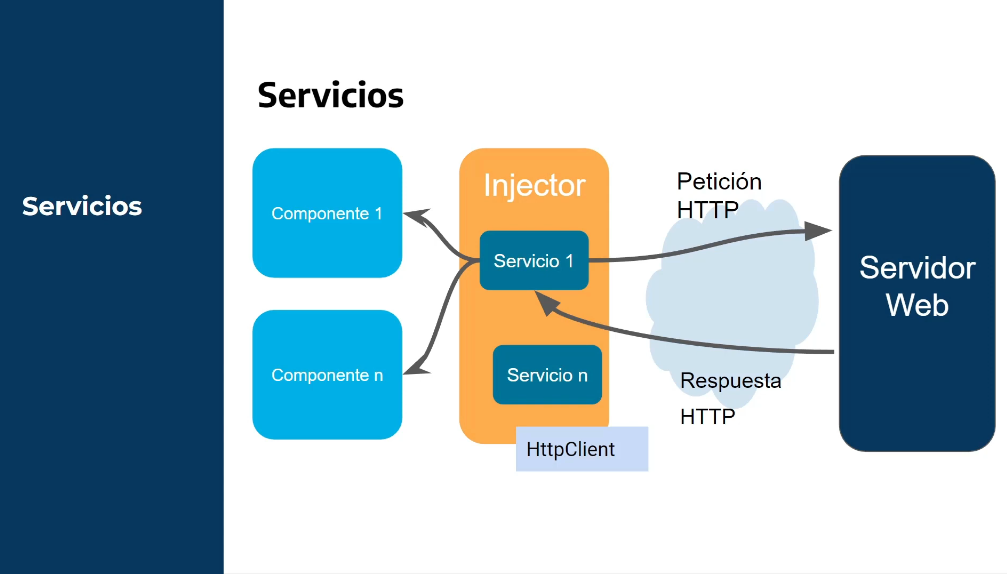 Servicios
Servicios
Componente 1
Componente n
Injector
Servicio 1
Servicio n
HttpClient
Petición
HTTP
Respuesta
HTTP
Servidor
Web